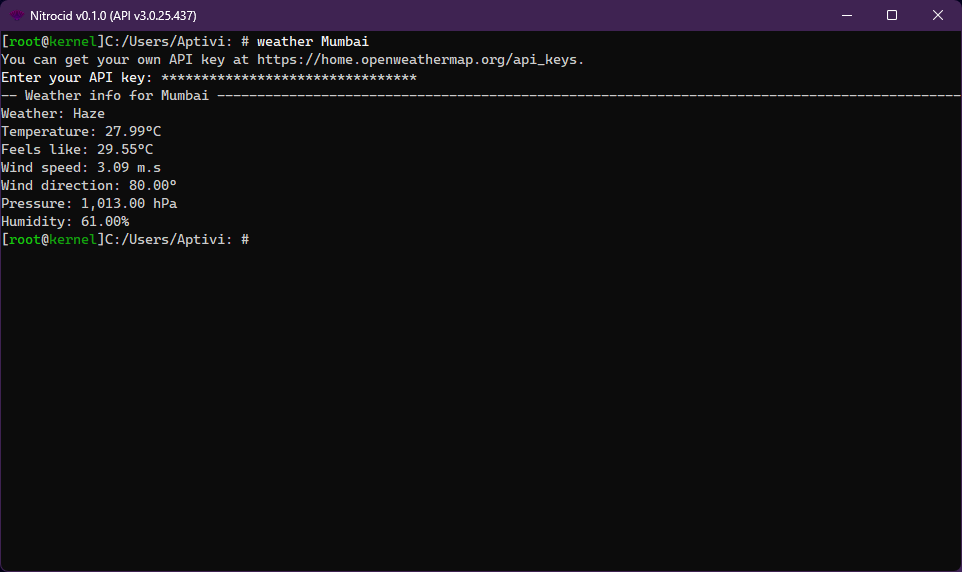 Nitrocid v0.1.0 (API v3.0.25.437)
[root@kernel]C:/Users/Aptivi: # weather Mumbai
You can get your own API key at https://home.openweathermap.org/api_keys.
Enter your API key: ********************************
-- Weather info for Mumbai ---------------------------------------------------------------------------------------------
Weather: Haze
Temperature: 27.99°C
Feels like: 29.55°C
Wind speed: 3.09 m.s
Wind direction: 80.00°
Pressure: 1,013.00 hPa
Humidity: 61.00%
[root@kernel]C:/Users/Aptivi: #